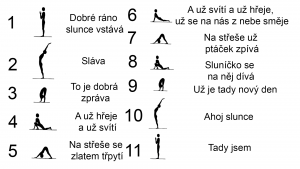 1 Dobré ráno
slunce vstává
2 Sláva
3 To je dobrá
zpráva
4 A už hřeje
a už svítí
5 Na střeše se
zlatem třpytí
6 A už svítí a už hřeje,
už se na nás z nebe směje
7 Na střeše už
ptáček zpívá
8 Sluníčko se
na něj dívá
9 Už je tady nový den
10 Ahoj slunce
11 Tady jsem